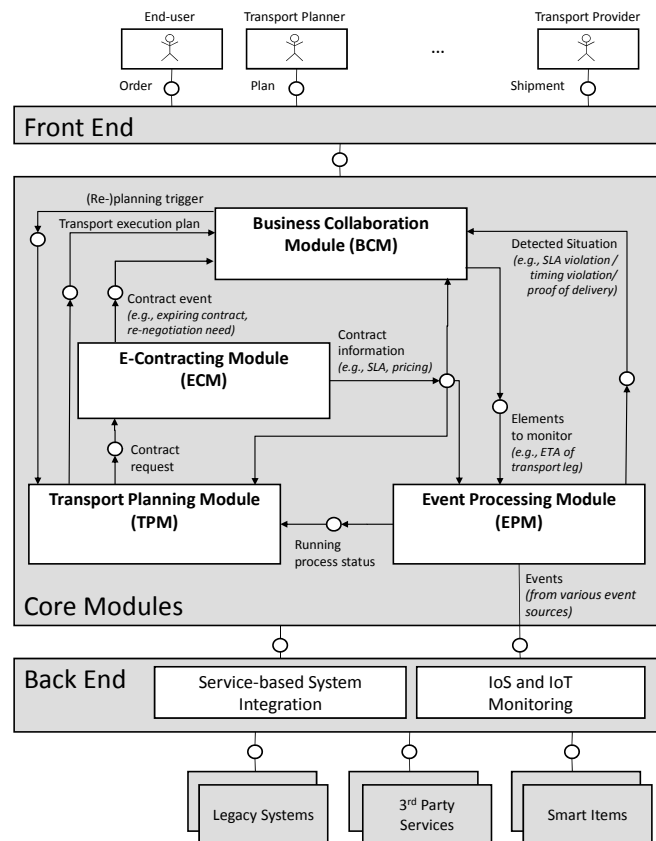 End-user
Transport Planner
Transport Provider
...
Order
Plan
Shipment
Front End
(Re-)planning trigger
Transport execution plan
Business Collaboration
Module (BCM)
Detected Situation
(e.g., SLA violation /
timing violation/
proof of delivery)
Contract event
(e.g., expiring contract,
re-negotiation need)
Contract
information
(e.g., SLA, pricing)
E-Contracting Module
(ECM)
Elements
to monitor
(e.g., ETA of
transport leg)
Contract
request
Transport Planning Module
(TPM)
Event Processing Module
(EPM)
Running
process status
Events
(from various event
sources)
Core Modules
Back End
Service-based System
Integration
IoS and IoT
Monitoring
Legacy Systems
3rd Party
Services
Smart Items